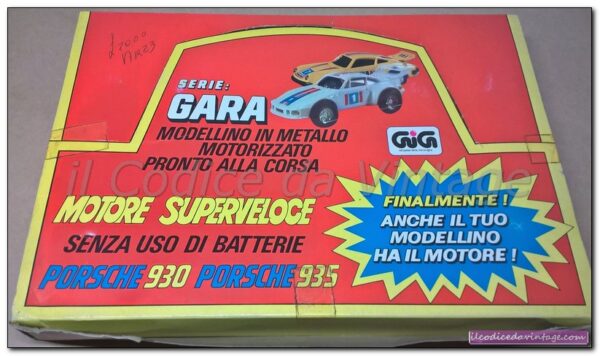 £2000
SERIE:
GARA
MODELLINO IN METALLO
MOTORIZZATO
PRONTO ALLA CORSA
GiG
il Codice da Vintage
MOTORE SUPERVELOCE
SENZA USO DI BATTERIE
PORSCHE 930 PORSCHE 935
FINALMENTE!
ANCHE IL TUO
MODELLINO
HA IL MOTORE!
ilcodicedavintage.com